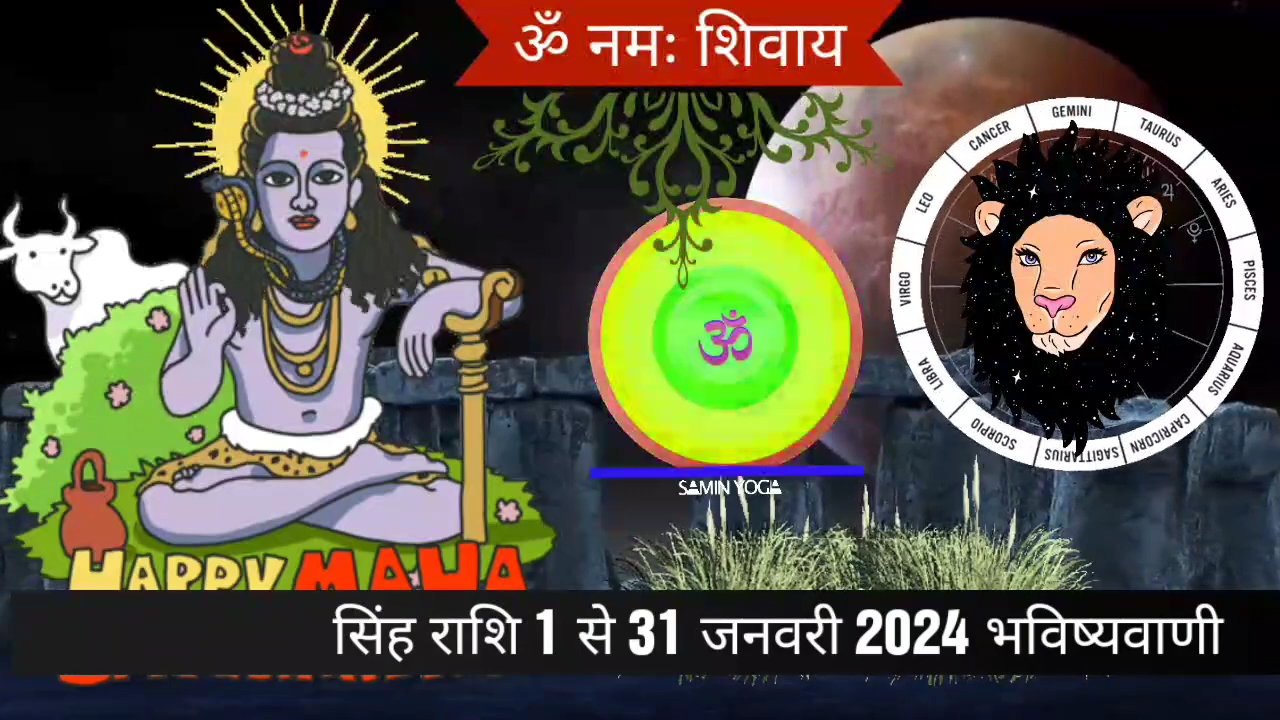 ॐ नमः शिवाय
GEMINI
TAURUS
ARIES
PISCES
AQUARIUS
CAPRICORN
SAGITTARIUS
SCORPIO
LIBRA
VIRGO
LEO
CANCER
ॐ
SAMIN YOGA
HAPPY MAHA
सिंह राशि 1 से 31 जनवरी 2024 भविष्यवाणी